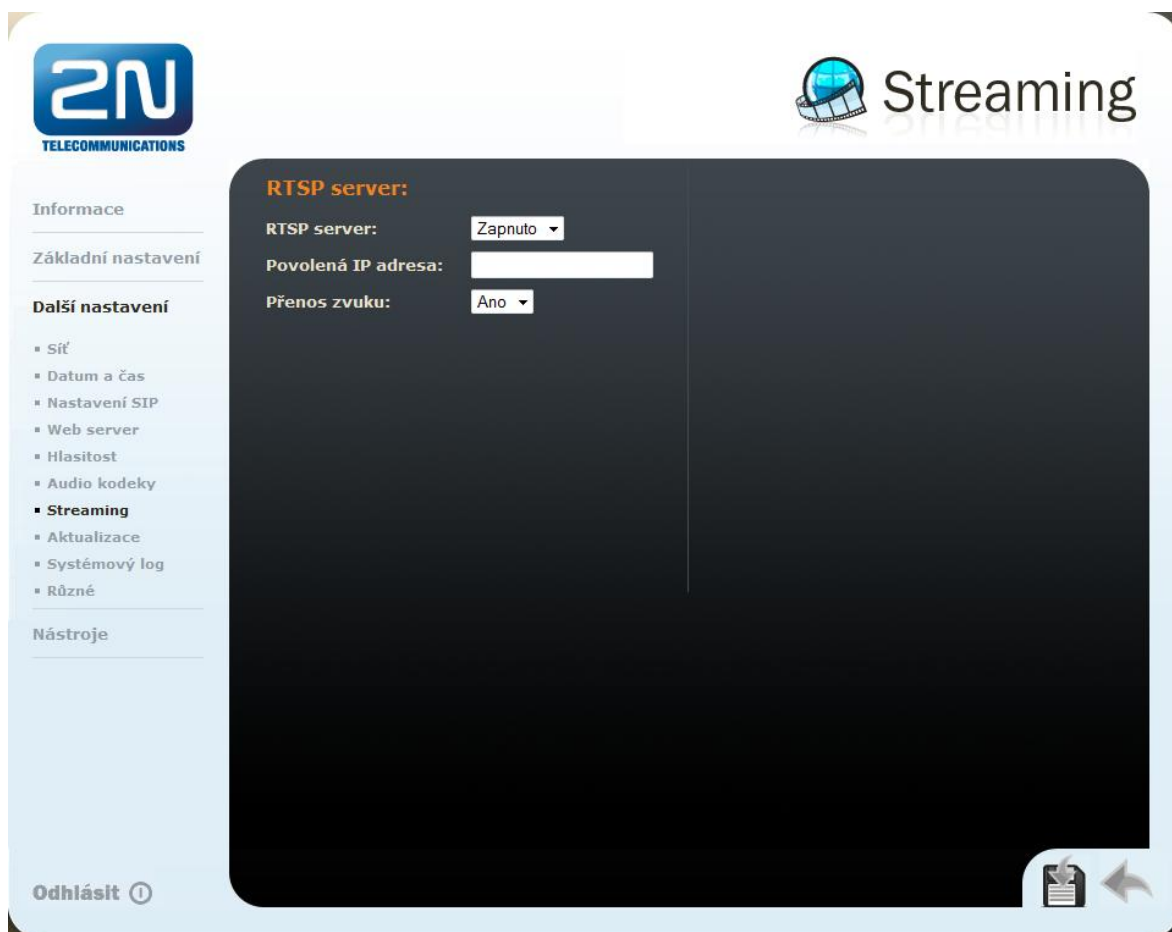 2N
TELECOMMUNICATIONS
Streaming
Informace
Základní nastavení
Další nastavení
Síť
Datum a čas
Nastavení SIP
Web server
Hlasitost
Audio kodeky
Streaming
Aktualizace
Systémový log
Různé
Nástroje
Odhlásit
RTSP server:
RTSP server: Zapnuto
Povolená IP adresa:
Přenos zvuku: Ano